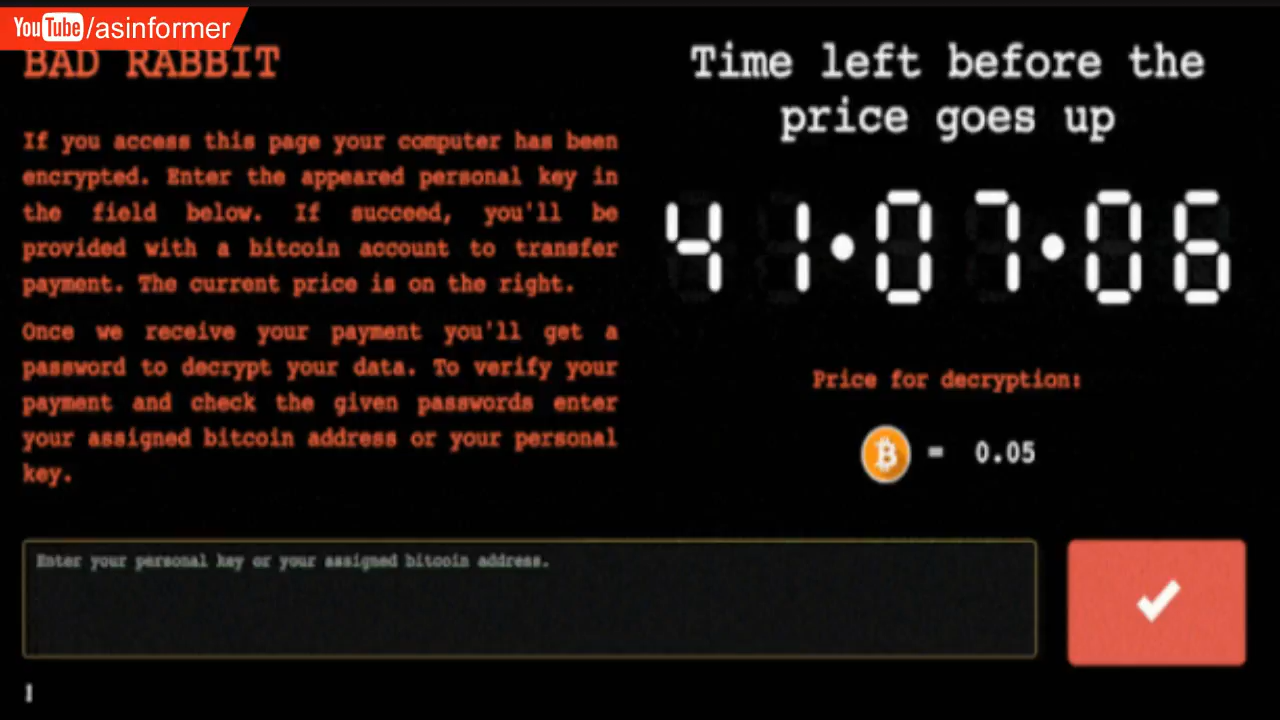 YouTube/asinformer
BAD RABBIT
If you access this page your computer has been
encrypted. Enter the appeared personal key in
the field below. If succeed, you'll be
provided with a bitcoin account to transfer
payment. The current price is on the right.
Once we receive your payment you'll get a
password to decrypt your data. To verify your
payment and check the given passwords enter
your assigned bitcoin address or your personal
key.
Time left before the
price goes up
41.07.06
Price for decryption:
= 0.05
Enter your personal key or your assigned bitcoin address.